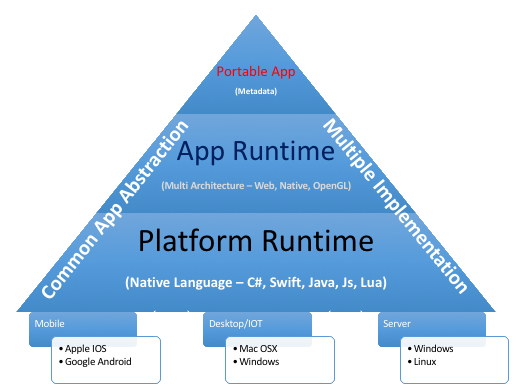 Portable App
(Metadata)
App Runtime
(Multi Architecture – Web, Native, OpenGL)
Common App Abstraction
Multiple Implementation
Platform Runtime
(Native Language – C#, Swift, Java, Js, Lua)
Mobile
• Apple IOS
• Google Android
Desktop/IOT
• Mac OSX
• Windows
Server
• Windows
• Linux